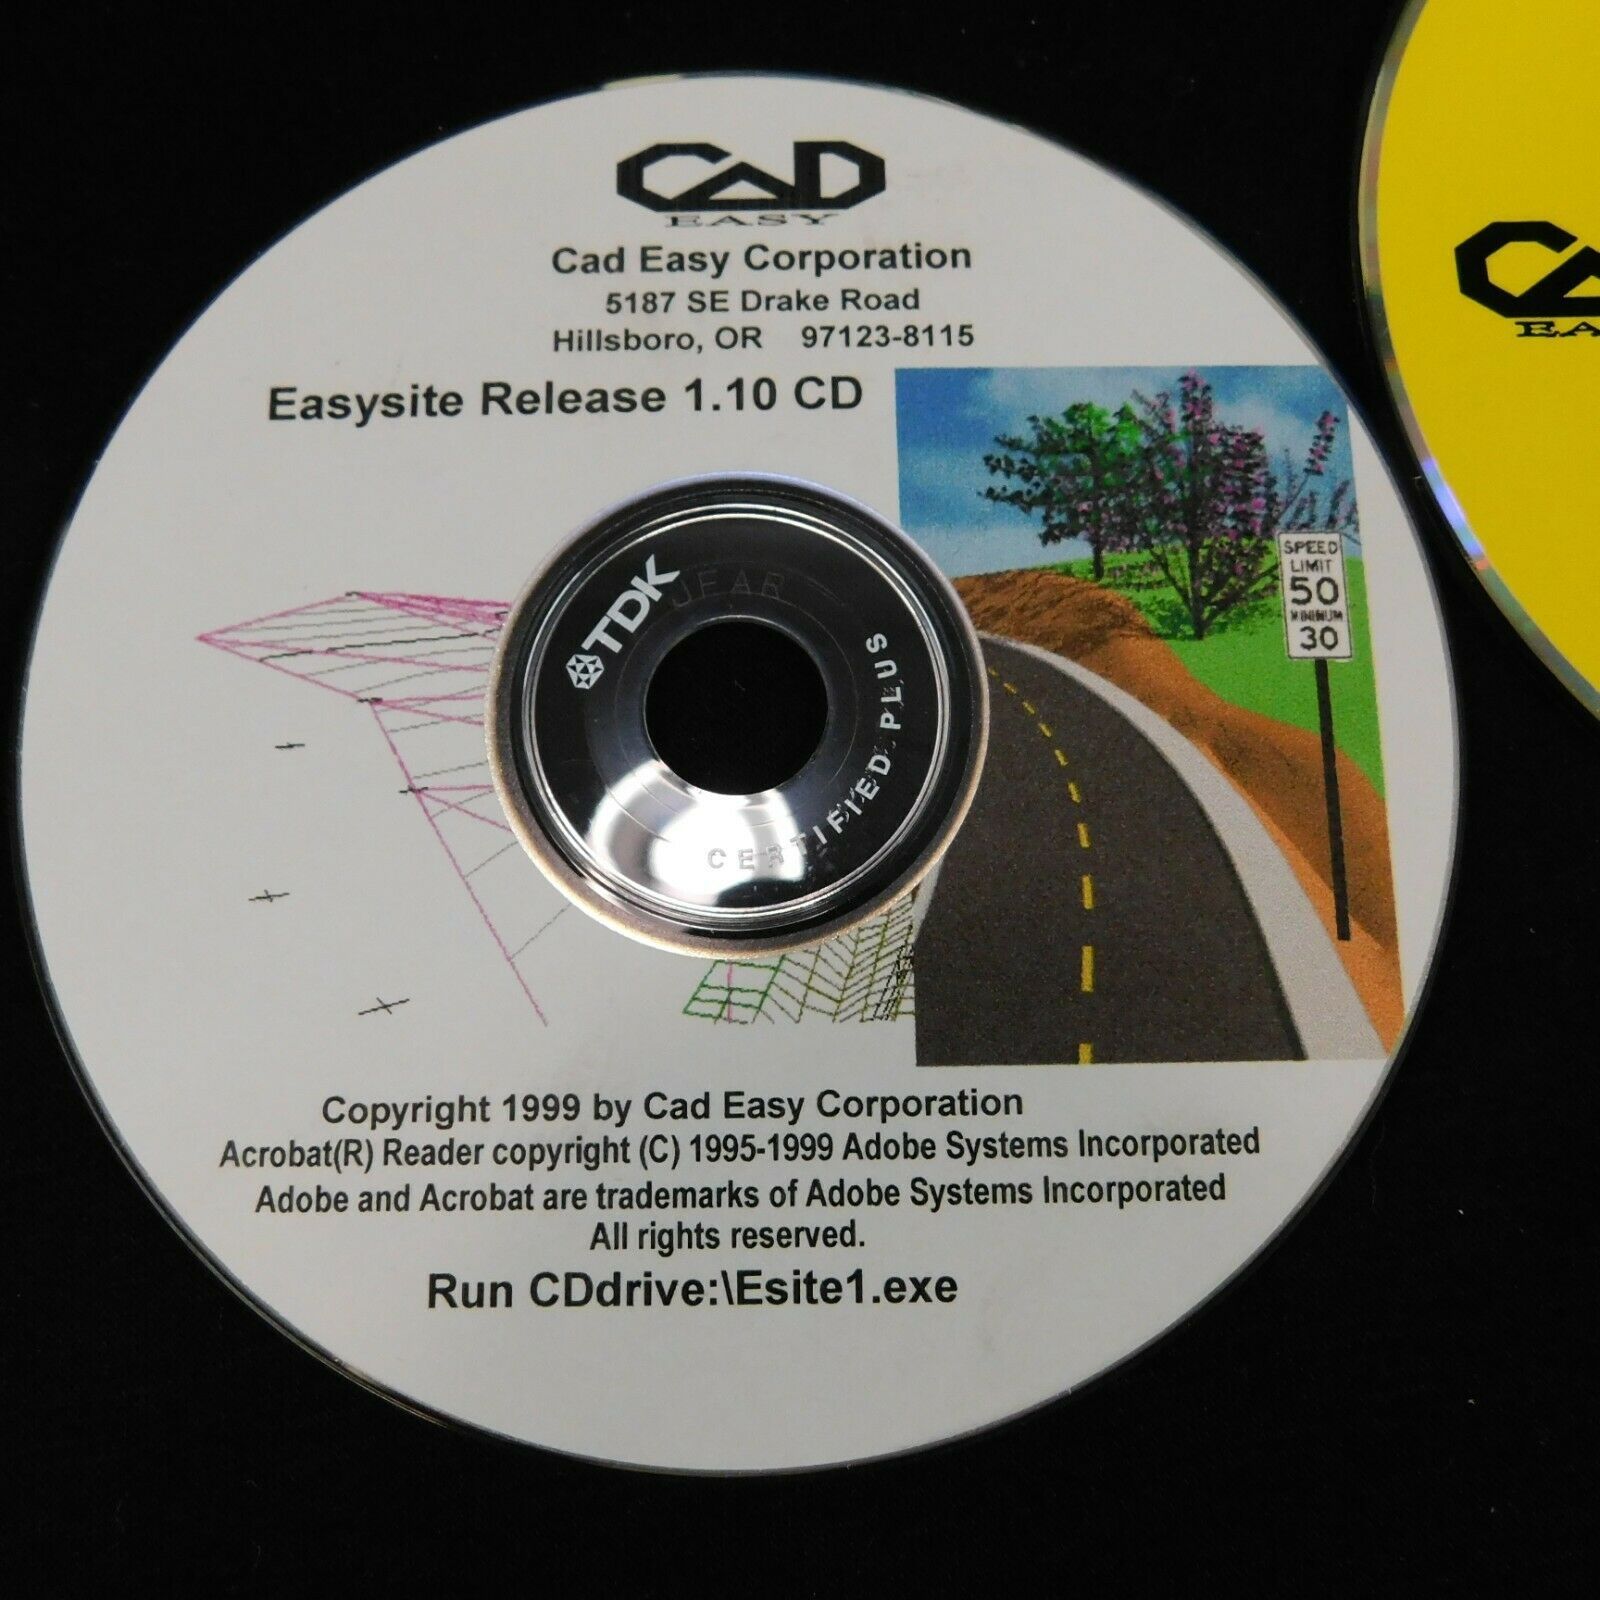 CAD
EASY
Cad Easy Corporation
5187 SE Drake Road
Hillsboro, OR 97123-8115
Easysite Release 1.10 CD
SPEED
LIMIT
50
MINIMUM
30
TDK
CERTIFIED PLUS
Copyright 1999 by Cad Easy Corporation
Acrobat(R) Reader copyright (C) 1995-1999 Adobe Systems Incorporated
Adobe and Acrobat are trademarks of Adobe Systems Incorporated
All rights reserved.
Run CDdrive:\Esite1.exe